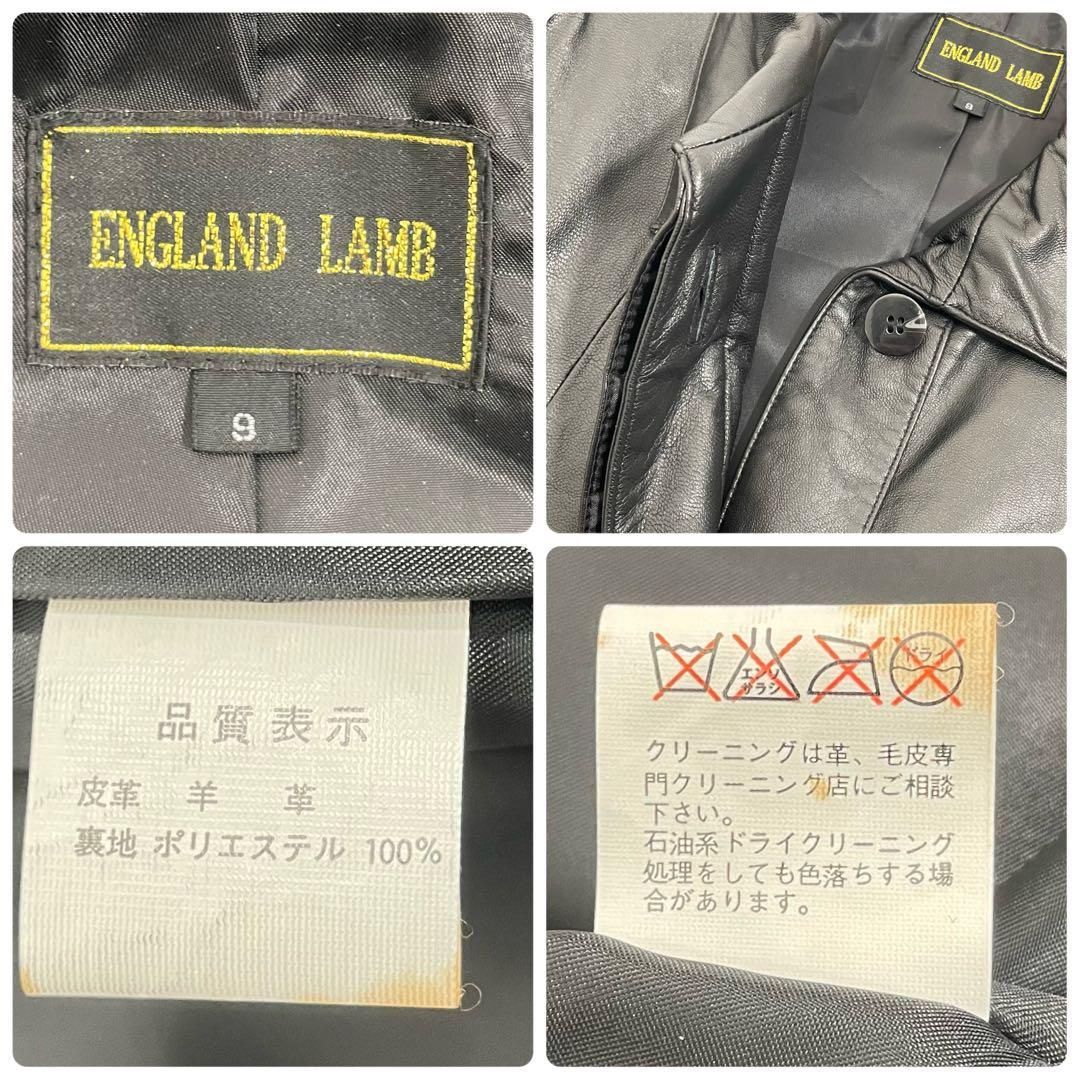 ENGLAND LAMB
9
ENGLAND LAMB
9
品質表示
皮革 羊 革
裏地 ポリエステル 100%
エンソ
サラシ
ドライ
クリーニングは革、毛皮専
門クリーニング店にご相談
下さい。
石油系ドライクリーニング
処理をしても色落ちする場
合があります。